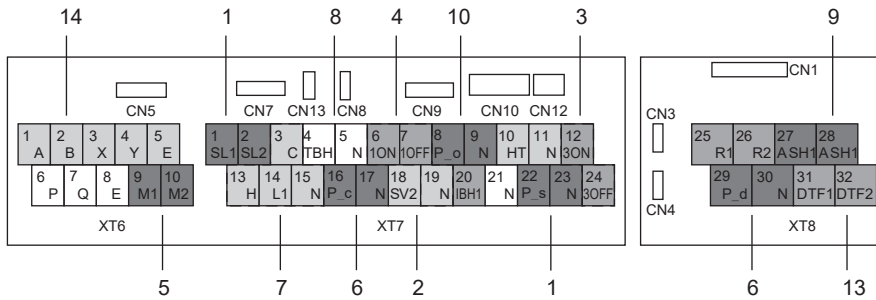 14 1 8 4 10 3 9
CN5 CN7 CN13 CN8 CN9 CN10 CN12 CN1
CN3
1 A 2 B 3 X 4 Y 5 E 1 SL1 2 SL2 3 C 4 TBH 5 N 6 1ON 7 1OFF 8 P_o 9 N 10 HT 11 N 12 3ON 25 R1 26 R2 27 ASH1 28 ASH1
6 P 7 Q 8 E 9 M1 10 M2 13 H 14 L1 15 N 16 P_c 17 N 18 SV2 19 N 20 IBH1 21 N 22 P_s 23 N 24 3OFF 29 P_d 30 N 31 DTF1 32 DTF2
CN4
XT6 XT7 XT8
5 7 6 2 1 6 13